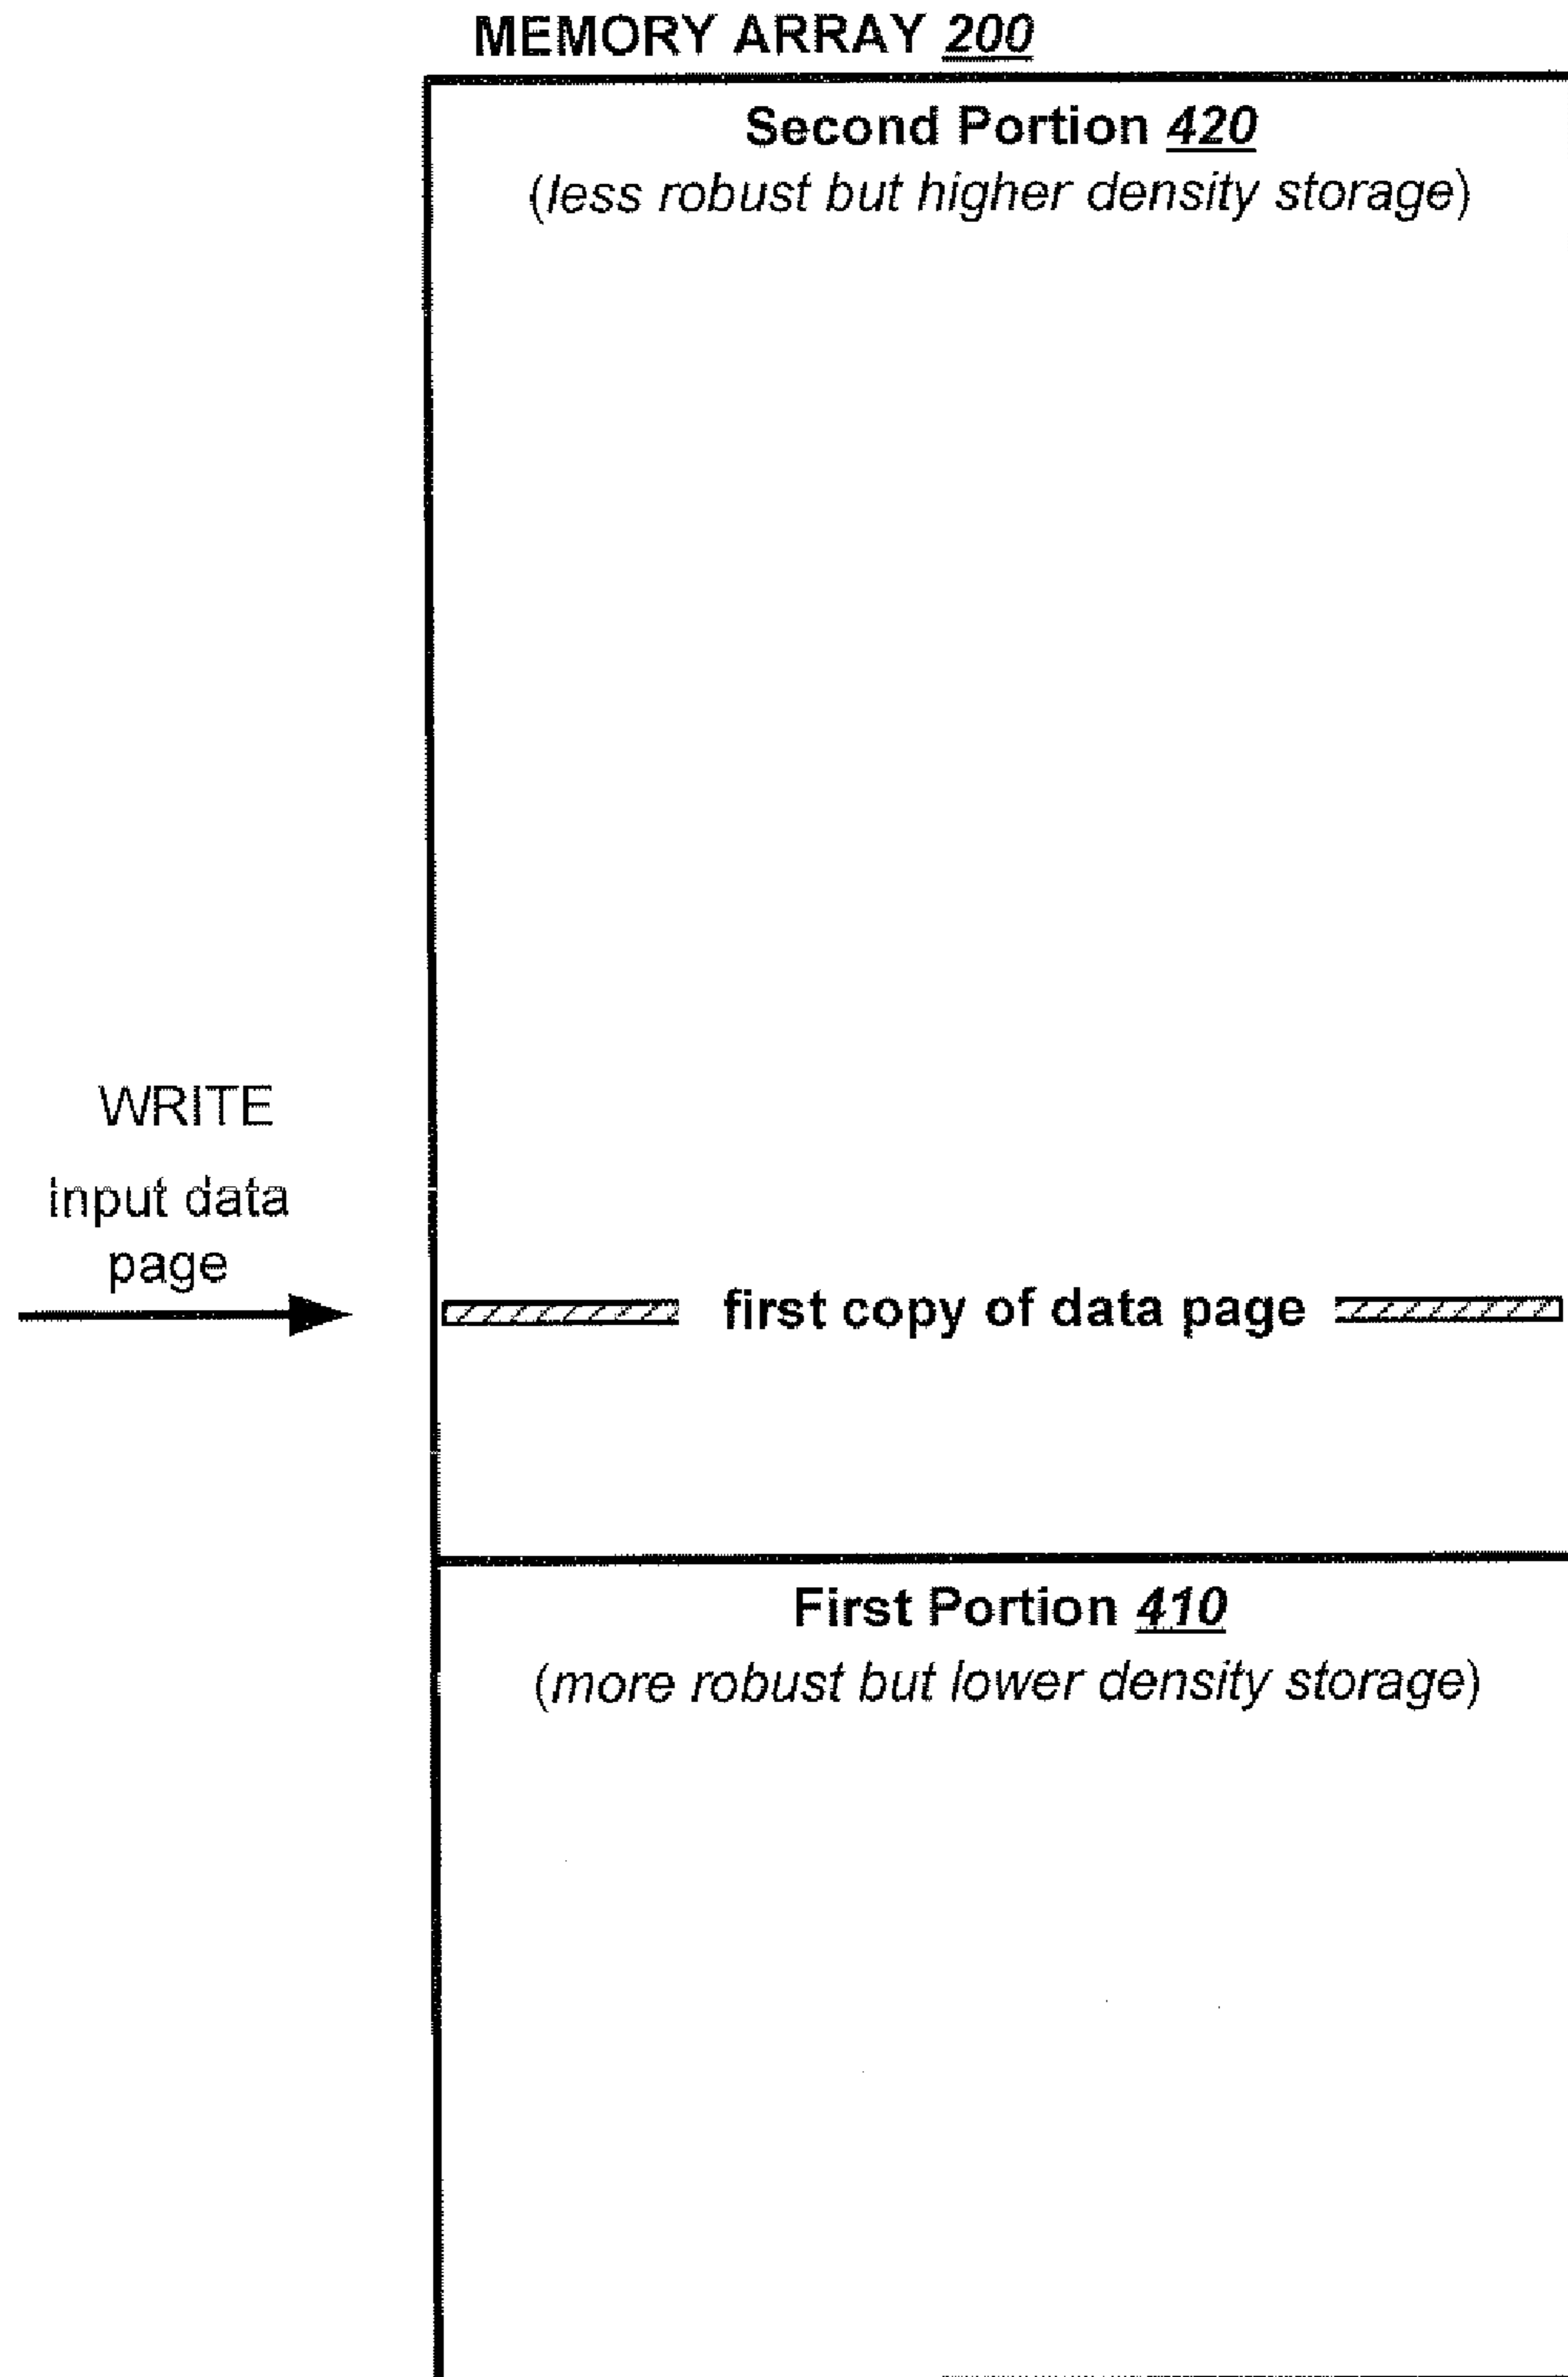 MEMORY ARRAY 200
Second Portion 420
(less robust but higher density storage)
WRITE
input data
page
first copy of data page
First Portion 410
(more robust but lower density storage)